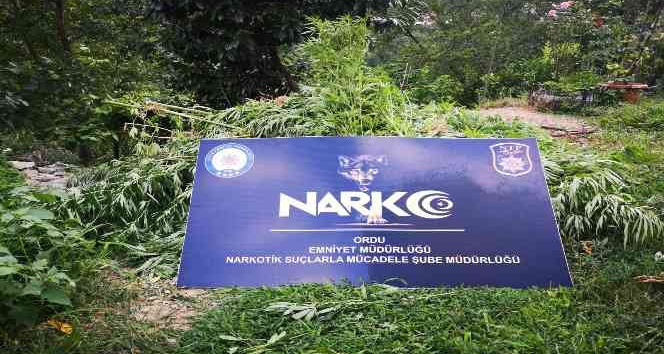 NARKO
ORDU
EMNİYET MÜDÜRLÜĞÜ
NARKOTİK SUÇLARLA MÜCADELE ŞUBE MÜDÜRLÜĞÜ